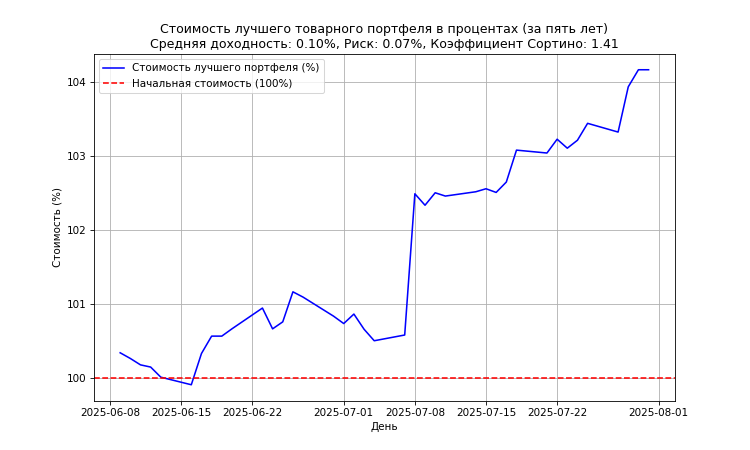 Стоимость лучшего товарного портфеля в процентах (за пять лет)
Средняя доходность: 0.10%, Риск: 0.07%, Коэффициент Сортино: 1.41
Стоимость лучшего портфеля (%)
Начальная стоимость (100%)
Стоимость (%)
104
103
102
101
100
2025-06-08 2025-06-15 2025-06-22 2025-07-01 2025-07-08 2025-07-15 2025-07-22 2025-08-01
День